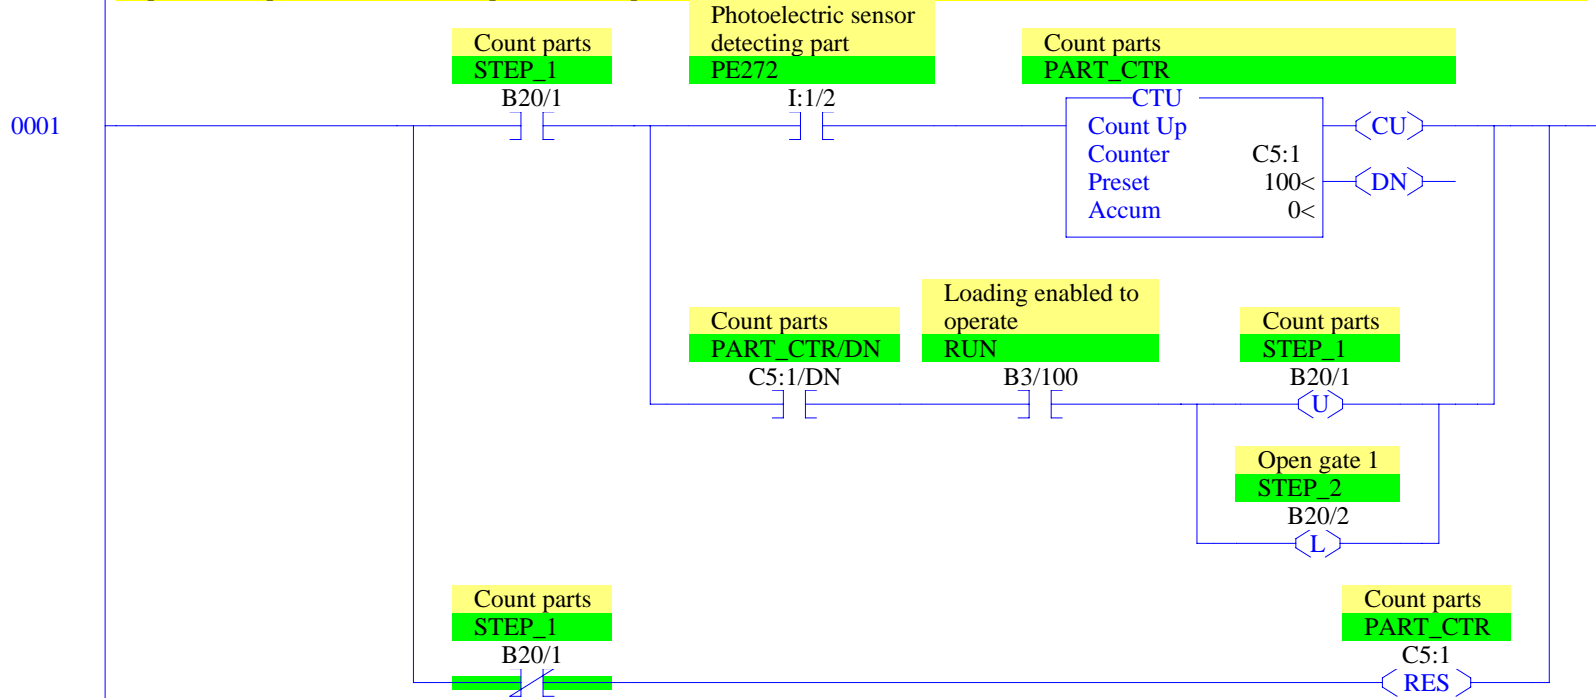 Photoelectric sensor
Count parts
detecting part
Count parts
STEP_1
PE272
PART_CTR
B20/1
I:1/2
CTU
0001
Count Up
CU
Counter
C5:1
Preset
100<
DN
Accum
0<
Loading enabled to
Count parts
operate
Count parts
PART_CTR/DN
RUN
STEP_1
C5:1/DN
B3/100
B20/1
U
Open gate 1
STEP_2
B20/2
L
Count parts
Count parts
STEP_1
PART_CTR
B20/1
C5:1
RES